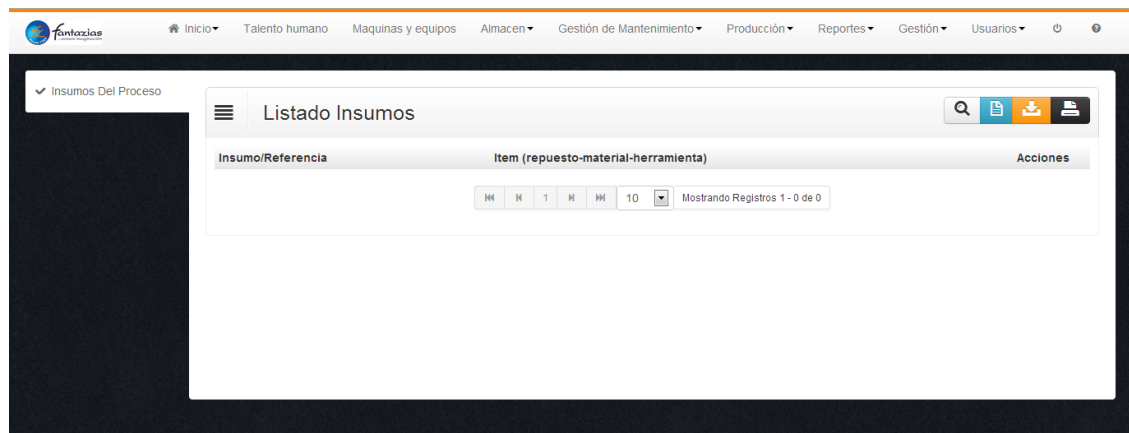 fantazias
Inicio Talento humano Maquinas y equipos Almacen Gestión de Mantenimiento Producción Reportes Gestión Usuarios
Insumos Del Proceso
Listado Insumos
Insumo/Referencia Item (repuesto-material-herramienta) Acciones
1 10 Mostrando Registros 1 - 0 de 0